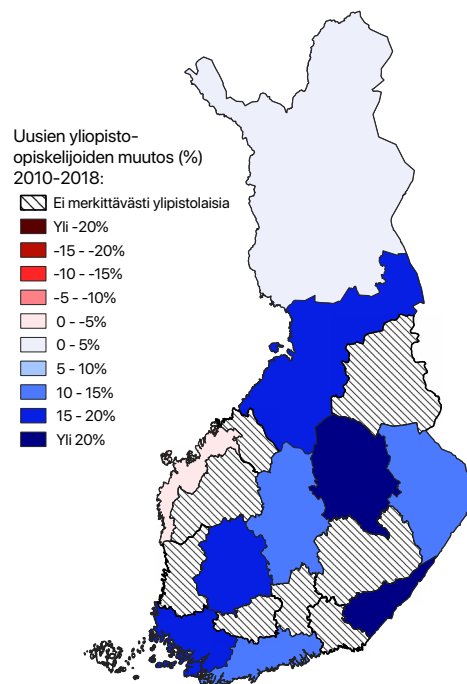 Uusien yliopisto-
opiskelijoiden muutos (%)
2010-2018:
Ei merkittävästi ylipistolaisia
Yli -20%
-15 - -20%
-10 - -15%
-5 - -10%
0 - -5%
0 - 5%
5 - 10%
10 - 15%
15 - 20%
Yli 20%